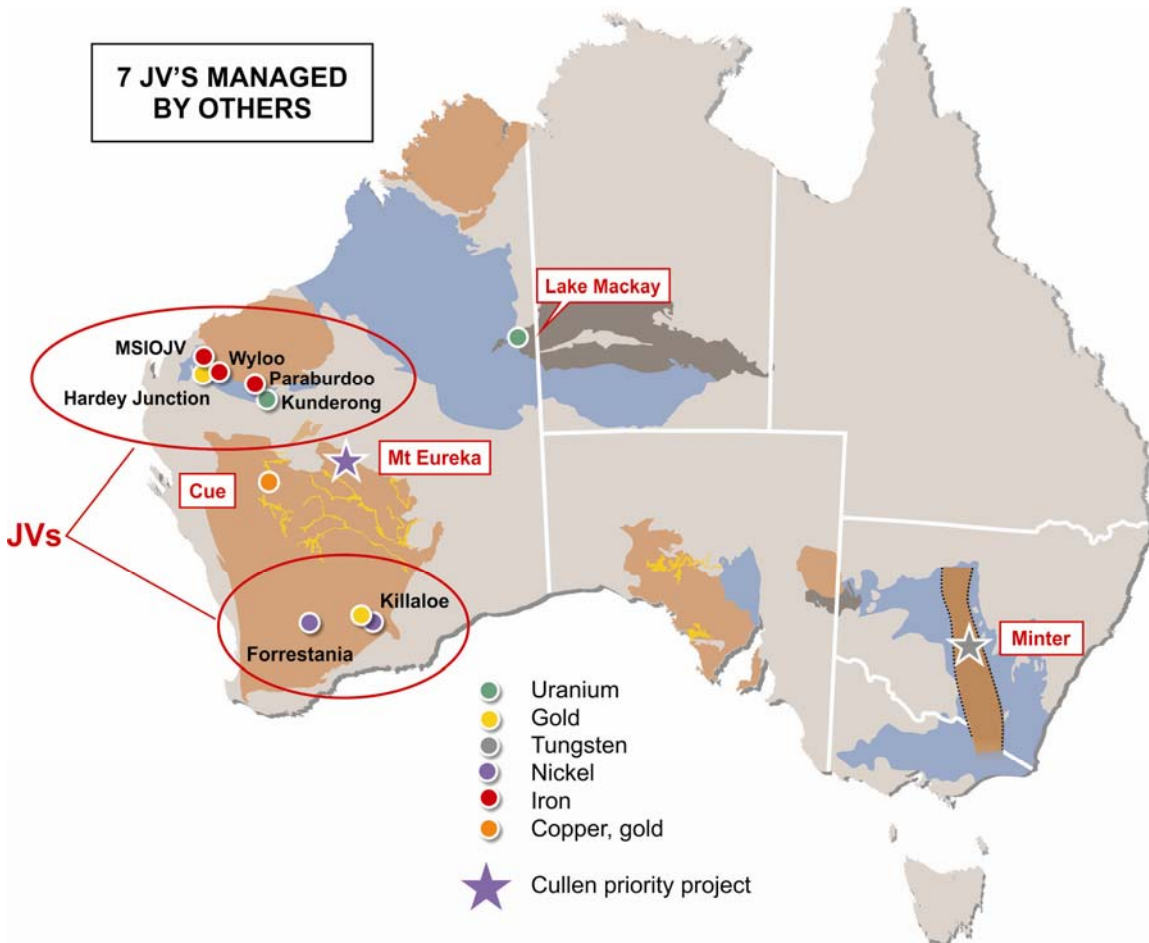 7 JV'S MANAGED
BY OTHERS
Lake Mackay
MSIOJV
Wyloo
Paraburdoo
Hardey Junction
Kunderong
Mt Eureka
Cue
JVs
Killaloe
Forrestania
Minter
Uranium
Gold
Tungsten
Nickel
Iron
Copper, gold
Cullen priority project